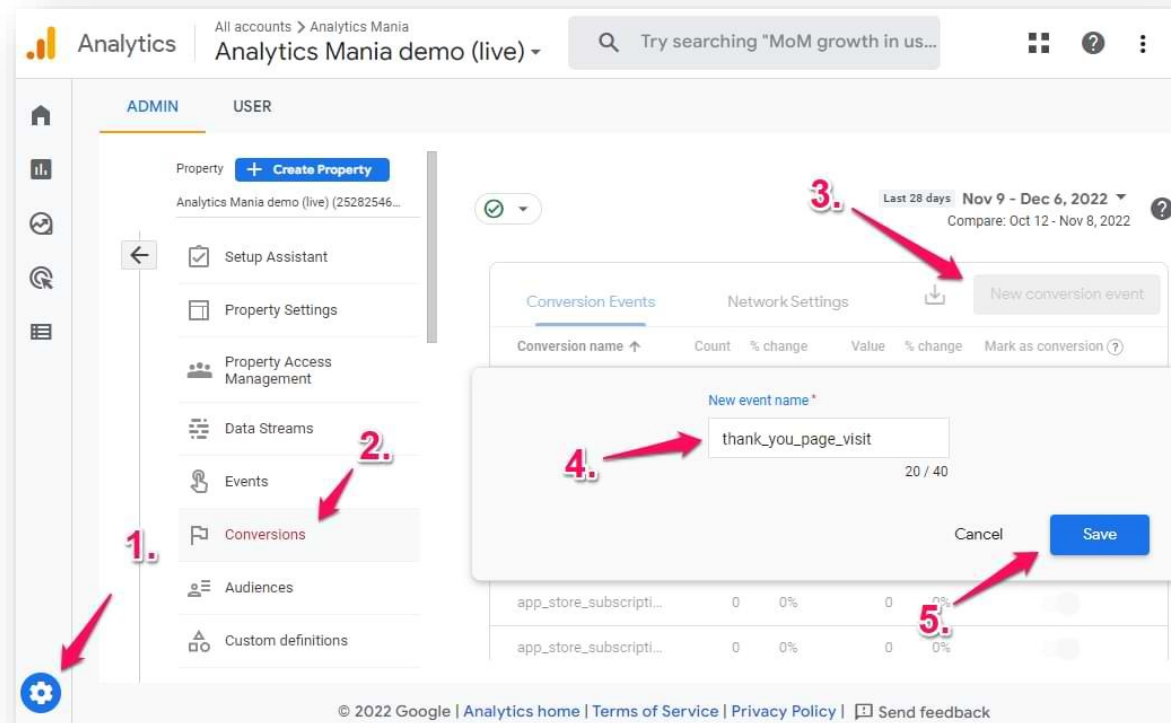 All accounts > Analytics Mania
Analytics
Analytics Mania demo (live)
Try searching "MoM growth in us...
ADMIN
USER
Property
+ Create Property
Analytics Mania demo (live) (25282546...
3.
Last 28 days Nov 9 - Dec 6, 2022
Compare: Oct 12 - Nov 8, 2022
Setup Assistant
Property Settings
Property Access
Management
Data Streams
2.
Events
1.
Conversions
Audiences
Custom definitions
Conversion Events
Network Settings
New conversion event
Conversion name ↑ Count % change Value % change Mark as conversion ?
New event name *
4.
thank_you_page_visit
20 / 40
Cancel
Save
5.
app_store_subscripti... 0 0% 0 0%
app_store_subscripti... 0 0% 0 0%
© 2022 Google | Analytics home | Terms of Service | Privacy Policy | Send feedback